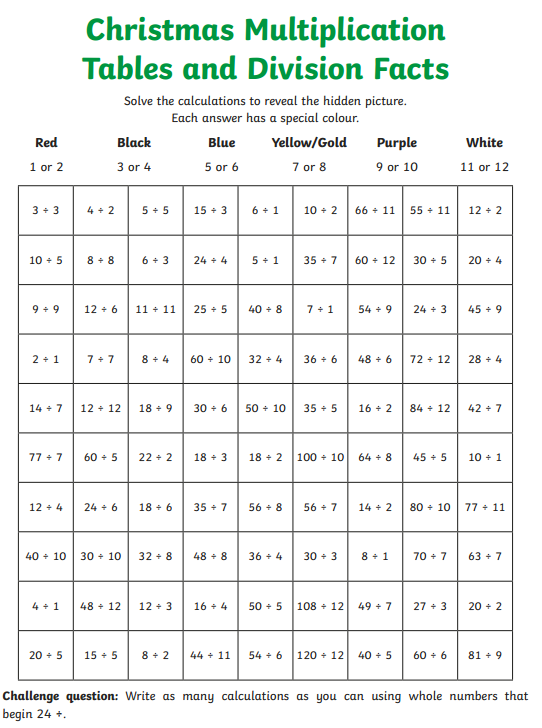 Christmas Multiplication
Tables and Division Facts
Solve the calculations to reveal the hidden picture.
Each answer has a special colour.
Red Black Blue Yellow/Gold Purple White
1 or 2 3 or 4 5 or 6 7 or 8 9 or 10 11 or 12
3 ÷ 3 4 ÷ 2 5 ÷ 5 15 ÷ 3 6 ÷ 1 10 ÷ 2 66 ÷ 11 55 ÷ 11 12 ÷ 2
10 ÷ 5 8 ÷ 8 6 ÷ 3 24 ÷ 4 5 ÷ 1 35 ÷ 7 60 ÷ 12 30 ÷ 5 20 ÷ 4
9 ÷ 9 12 ÷ 6 11 ÷ 11 25 ÷ 5 40 ÷ 8 7 ÷ 1 54 ÷ 9 24 ÷ 3 45 ÷ 9
2 ÷ 1 7 ÷ 7 8 ÷ 4 60 ÷ 10 32 ÷ 4 36 ÷ 6 48 ÷ 6 72 ÷ 12 28 ÷ 4
14 ÷ 7 12 ÷ 12 18 ÷ 9 30 ÷ 6 50 ÷ 10 35 ÷ 5 16 ÷ 2 84 ÷ 12 42 ÷ 7
77 ÷ 7 60 ÷ 5 22 ÷ 2 18 ÷ 3 18 ÷ 2 100 ÷ 10 64 ÷ 8 45 ÷ 5 10 ÷ 1
12 ÷ 4 24 ÷ 6 18 ÷ 6 35 ÷ 7 56 ÷ 8 56 ÷ 7 14 ÷ 2 80 ÷ 10 77 ÷ 11
40 ÷ 10 30 ÷ 10 32 ÷ 8 48 ÷ 8 36 ÷ 4 30 ÷ 3 8 ÷ 1 70 ÷ 7 63 ÷ 7
4 ÷ 1 48 ÷ 12 12 ÷ 3 16 ÷ 4 50 ÷ 5 108 ÷ 12 49 ÷ 7 27 ÷ 3 20 ÷ 2
20 ÷ 5 15 ÷ 5 8 ÷ 2 44 ÷ 11 54 ÷ 6 120 ÷ 12 40 ÷ 5 60 ÷ 6 81 ÷ 9
Challenge question: Write as many calculations as you can using whole numbers that
begin 24 ÷.